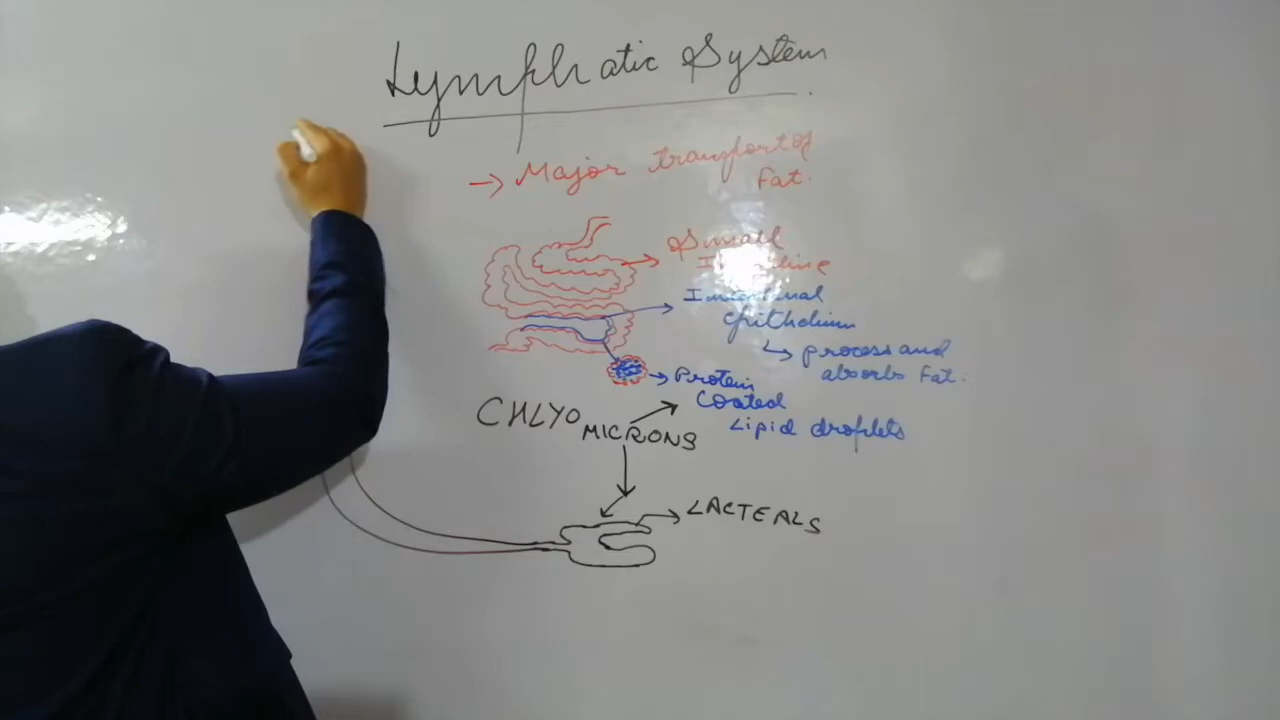 Lymphatic System
→ Major transport of
Fat.
Small
Intestine
Intestinal
Epithelium
process and
absorbs Fat.
Protein
Coated
Lipid droplets
CHLYO
MICRONS
LACTEALS